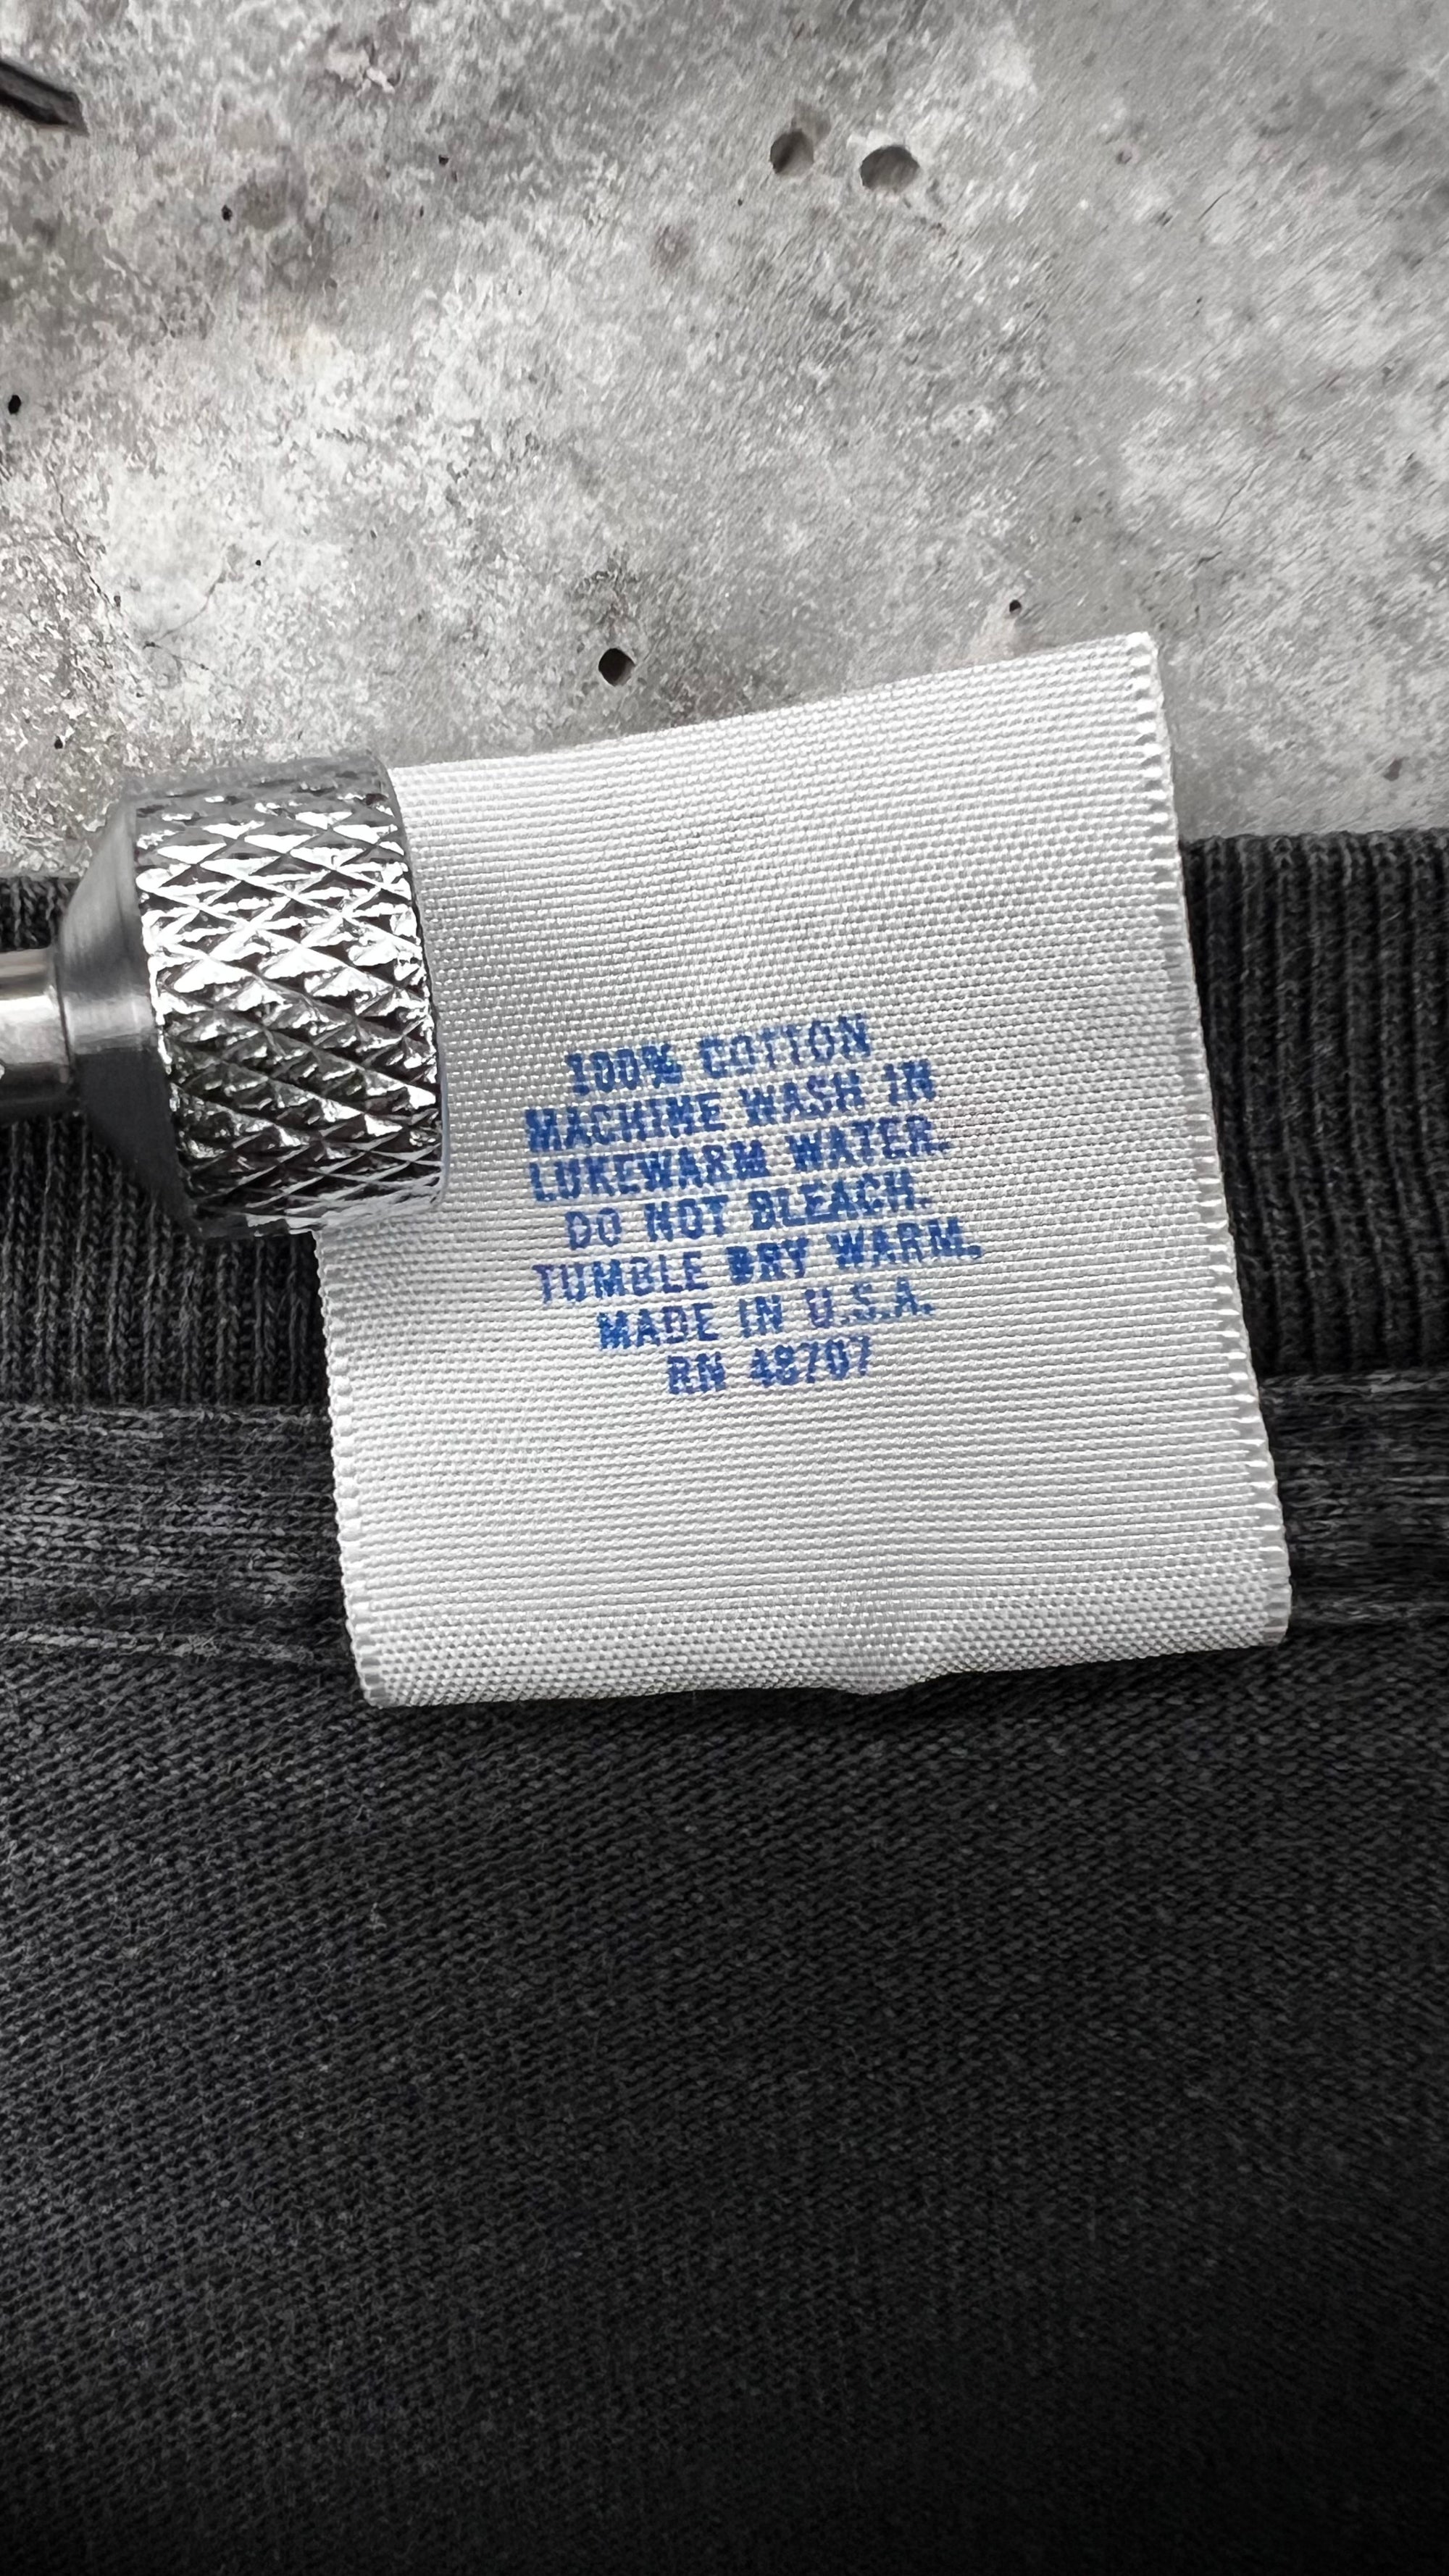 100% COTTON
MACHINE WASH IN
LUKEWARM WATER.
DO NOT BLEACH.
TUMBLE DRY WARM.
MADE IN U.S.A.
RN 48707